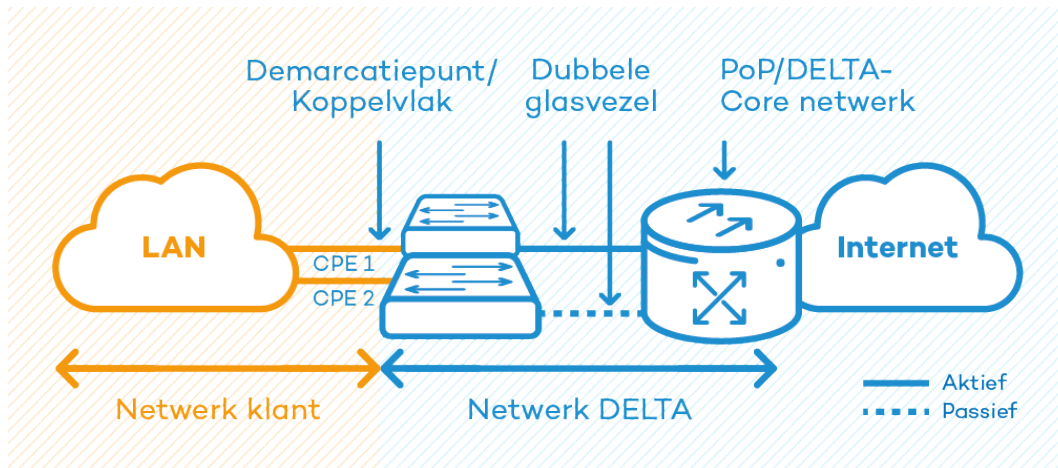 Demarcatiepunt/
Koppelvlak
Dubbele
glasvezel
PoP/DELTA-
Core netwerk
LAN
CPE 1
CPE 2
Internet
Netwerk klant
Netwerk DELTA
Aktief
Passief